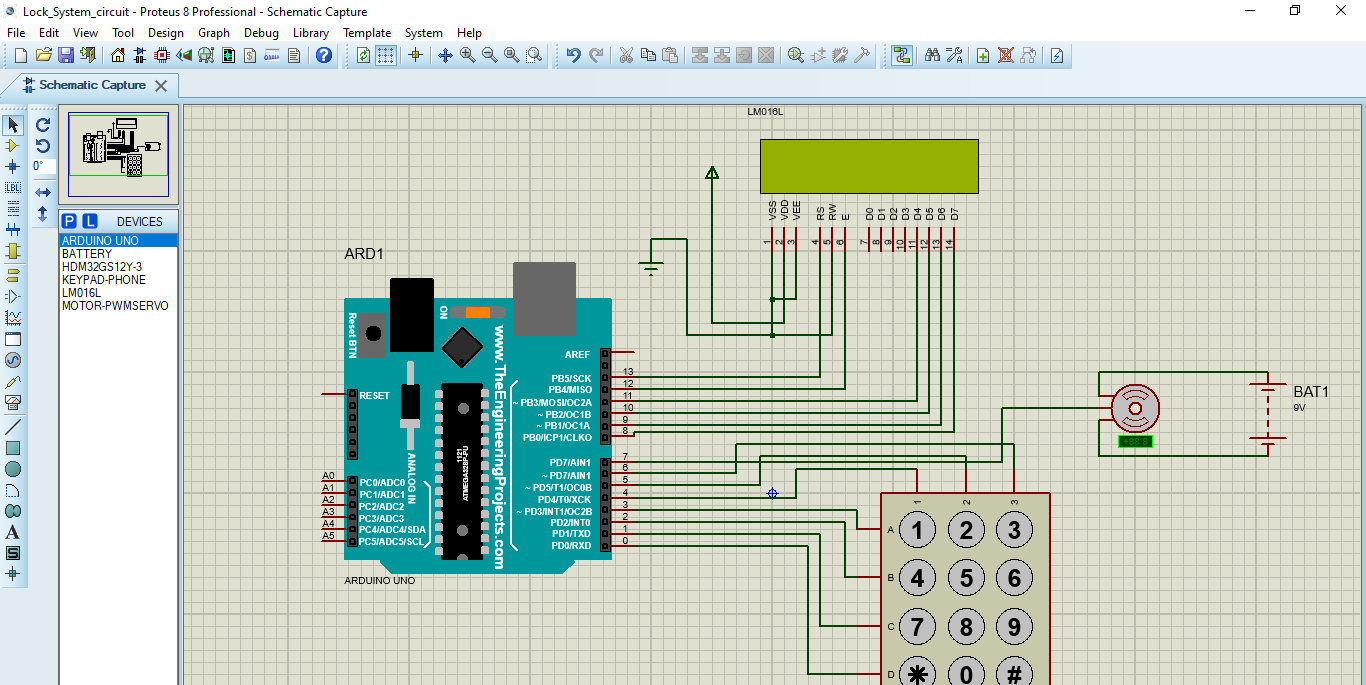 Lock_System_circuit - Proteus 8 Professional - Schematic Capture
File Edit View Tool Design Graph Debug Library Template System Help
Schematic Capture
0°
LBL
A
S
P L DEVICES
ARDUINO UNO
BATTERY
HDM32GS12Y-3
KEYPAD-PHONE
LM016L
MOTOR-PWMSERVO
LM016L
VSS VDD VEE RS RW E D0 D1 D2 D3 D4 D5 D6 D7
1 2 3 4 5 6 7 8 9 10 11 12 13 14
ARD1
Reset BTN
ON
www.TheEngineeringProjects.com
1121
ATMEGA328P-PU
ANALOG IN
RESET
A0 PC0/ADC0
A1 PC1/ADC1
A2 PC2/ADC2
A3 PC3/ADC3
A4 PC4/ADC4/SDA
A5 PC5/ADC5/SCL
AREF
PB5/SCK 13
PB4/MISO 12
~ PB3/MOSI/OC2A 11
~ PB2/OC1B 10
~ PB1/OC1A 9
PB0/ICP1/CLKO 8
PD7/AIN1 7
~ PD7/AIN1 6
~ PD5/T1/OC0B 5
PD4/T0/XCK 4
~ PD3/INT1/OC2B 3
PD2/INT0 2
PD1/TXD 1
PD0/RXD 0
ARDUINO UNO
BAT1
9V
+88.8
1 2 3
A 1 2 3
B 4 5 6
C 7 8 9
D * 0 #